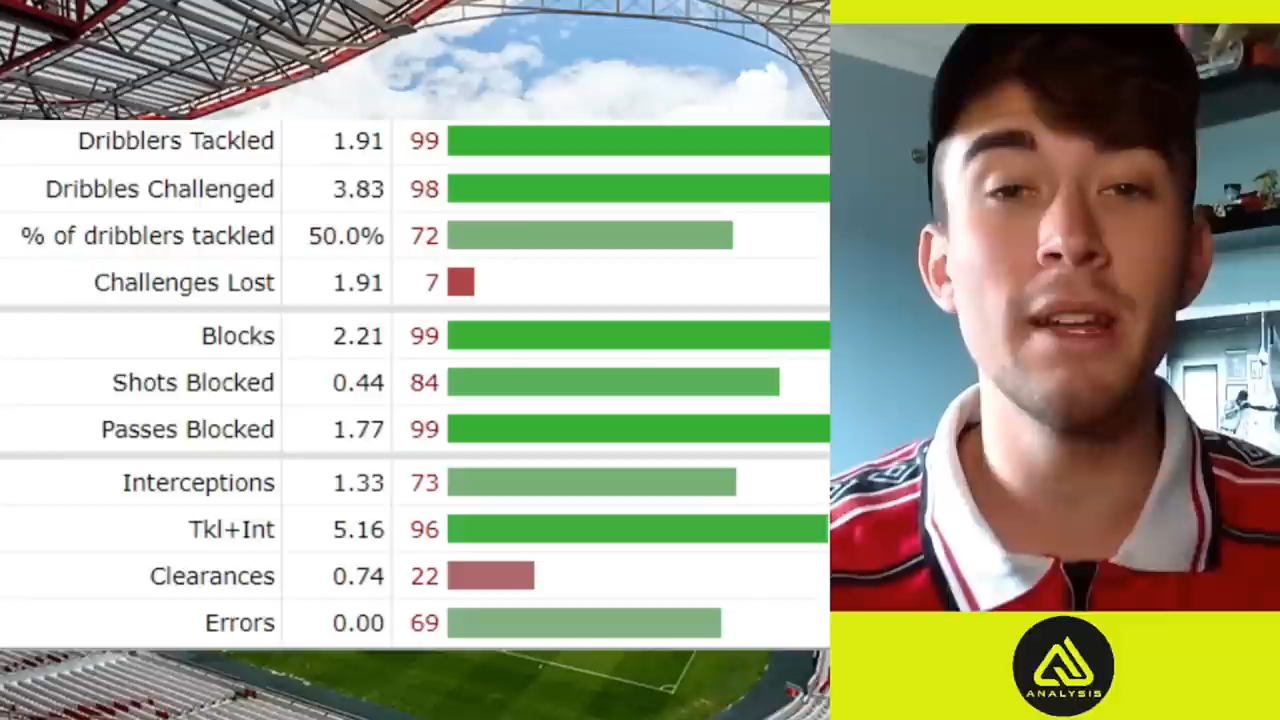 Dribblers Tackled 1.91 99
Dribbles Challenged 3.83 98
% of dribblers tackled 50.0% 72
Challenges Lost 1.91 7
Blocks 2.21 99
Shots Blocked 0.44 84
Passes Blocked 1.77 99
Interceptions 1.33 73
Tkl+Int 5.16 96
Clearances 0.74 22
Errors 0.00 69
ANALYSIS